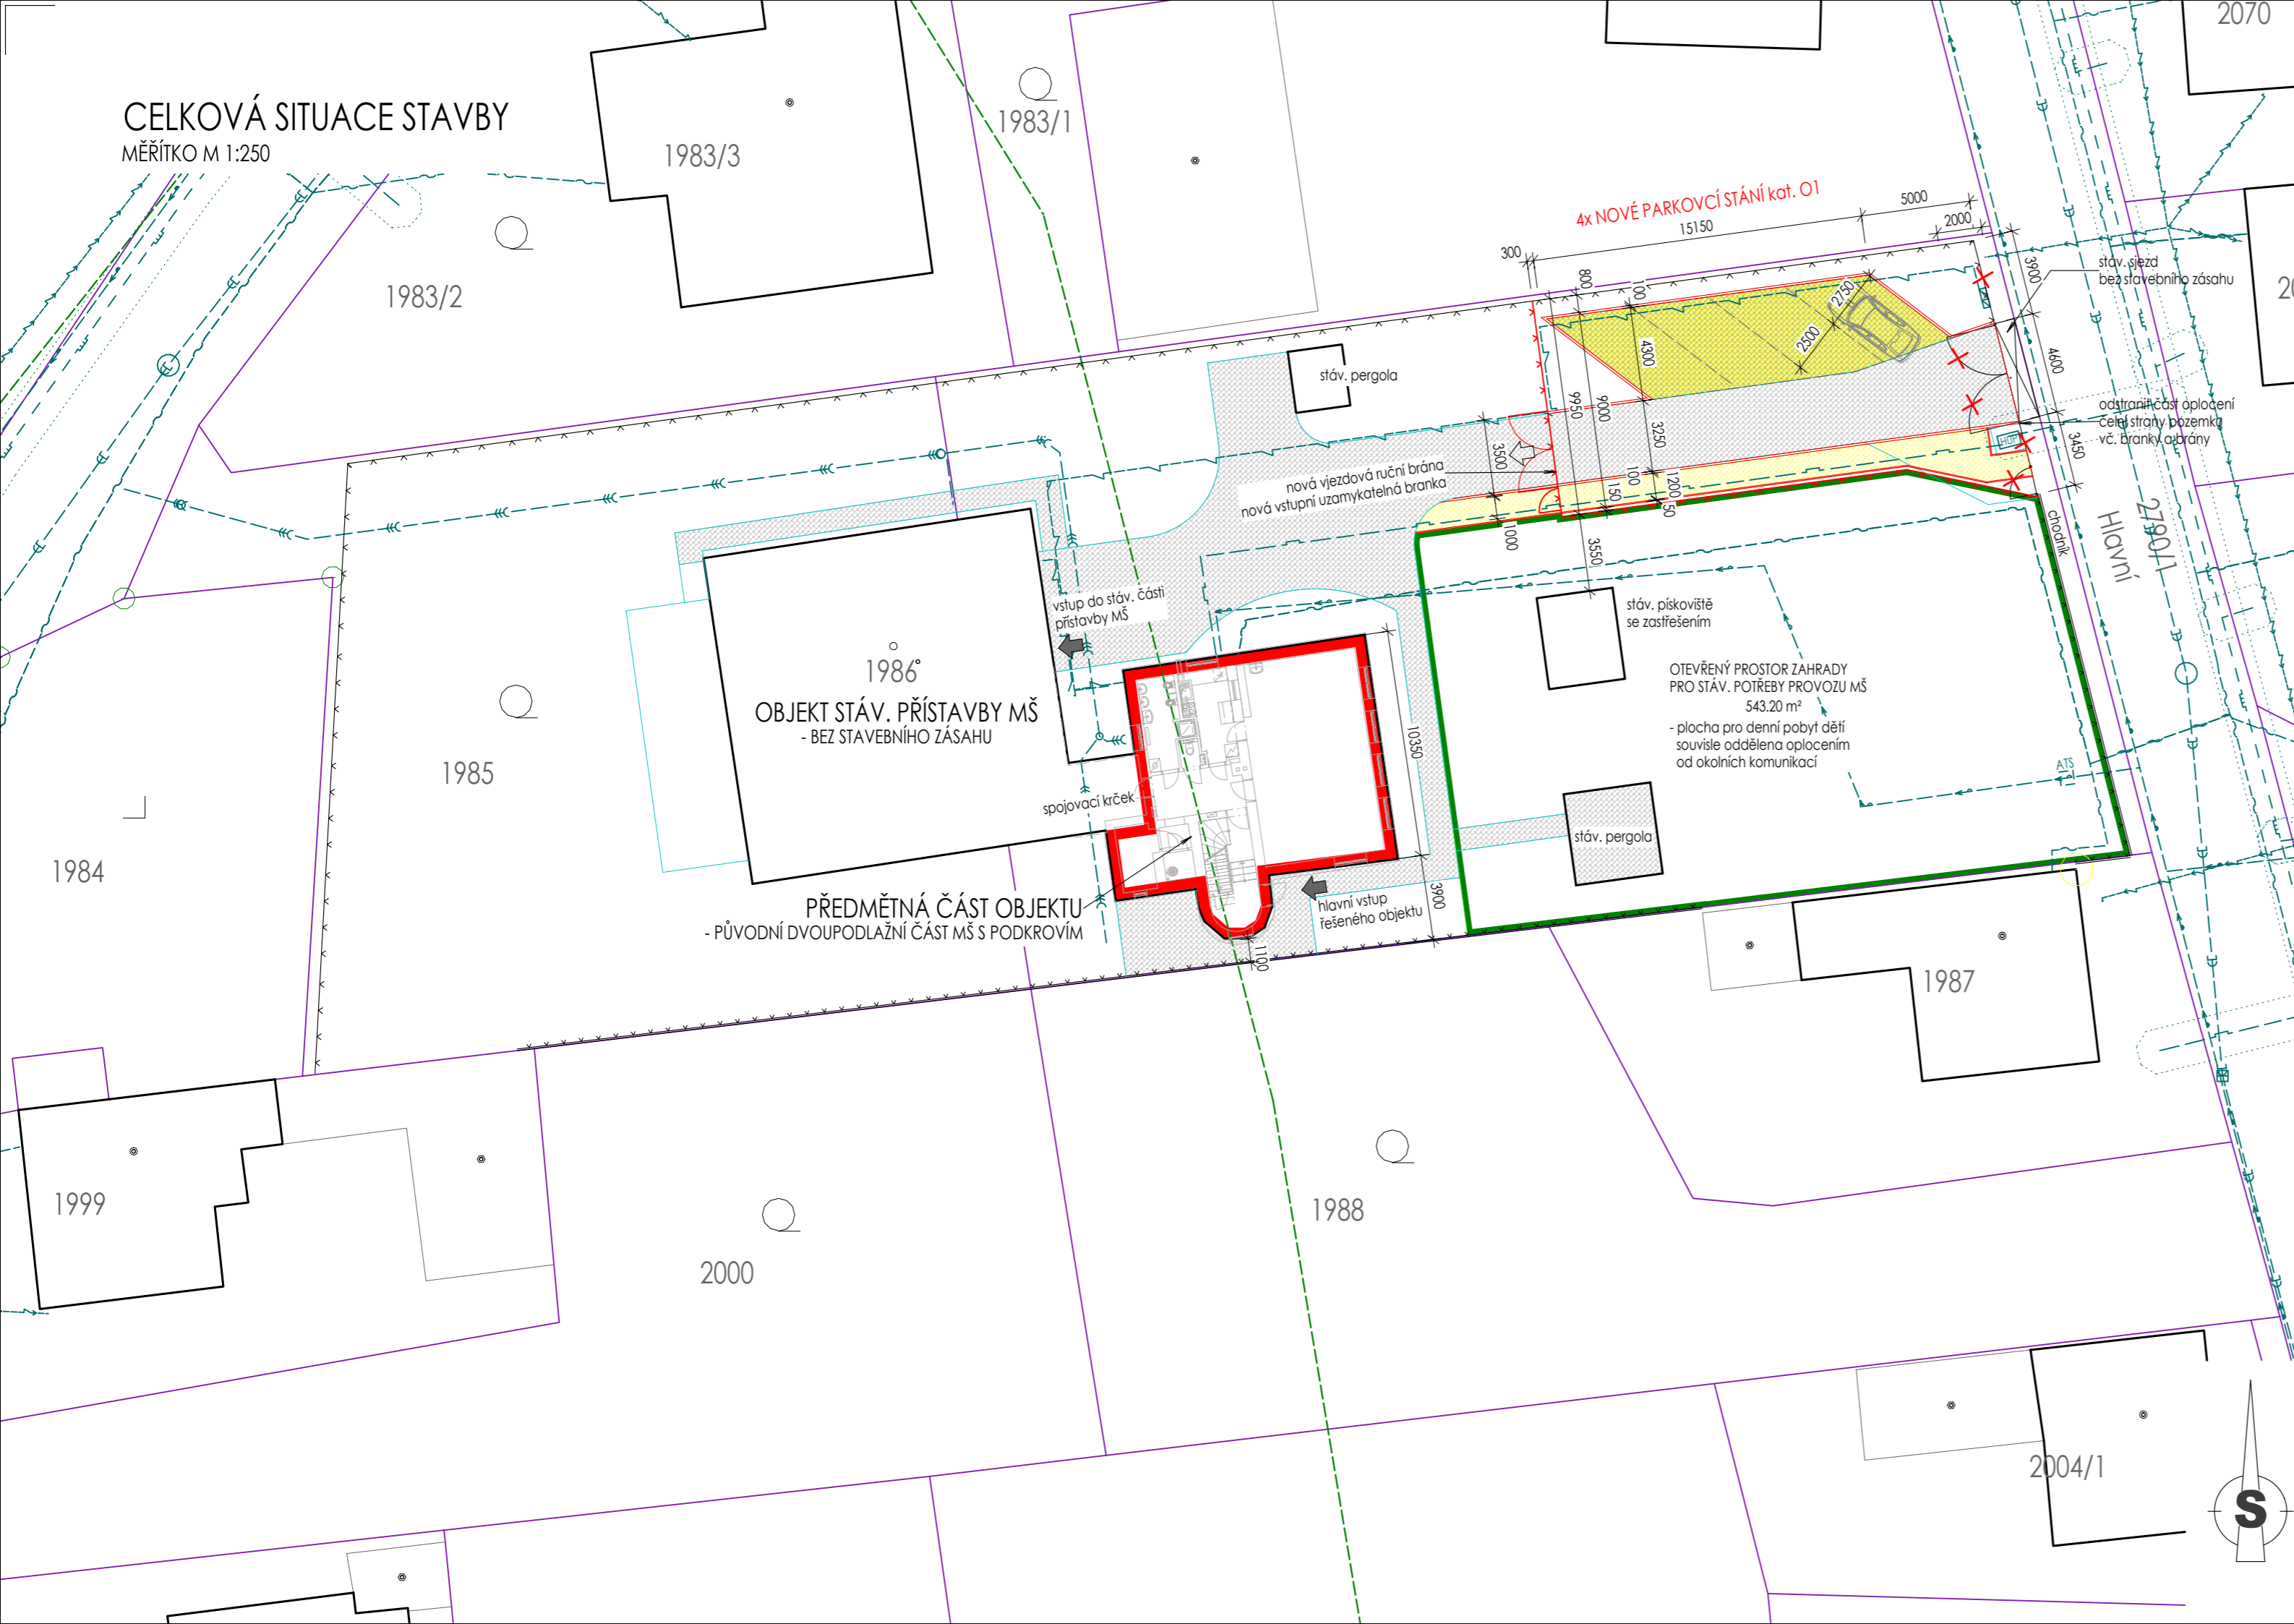 CELKOVÁ SITUACE STAVBY
MĚŘÍTKO M 1:250
2070
1983/1
1983/3
1983/2
4x NOVÉ PARKOVCÍ STÁNÍ kat. O1
5000
15150
2000
300
800
100
3900
stáv. sjezd
bez stavebního zásahu
2750
2500
4300
4600
stáv. pergola
9950
9000
3250
odstranit část oplocení
čelní strany pozemku
vč. branky a brány
HUP
3450
3500
nová vjezdová ruční brána
nová vstupní uzamykatelná branka
100
1200
150
50
1000
3550
chodník
Hlavní
2790/1
vstup do stáv. části
přístavby MŠ
stáv. pískoviště
se zastřešením
1986
OBJEKT STÁV. PŘÍSTAVBY MŠ
- BEZ STAVEBNÍHO ZÁSAHU
OTEVŘENÝ PROSTOR ZAHRADY
PRO STÁV. POTŘEBY PROVOZU MŠ
543.20 m²
- plocha pro denní pobyt dětí
souvisle oddělena oplocením
od okolních komunikací
10350
ATS
1985
spojovací krček
stáv. pergola
1984
PŘEDMĚTNÁ ČÁST OBJEKTU
- PŮVODNÍ DVOUPODLAŽNÍ ČÁST MŠ S PODKROVÍM
hlavní vstup
řešeného objektu
3900
1100
1987
1999
1988
2000
2004/1
S